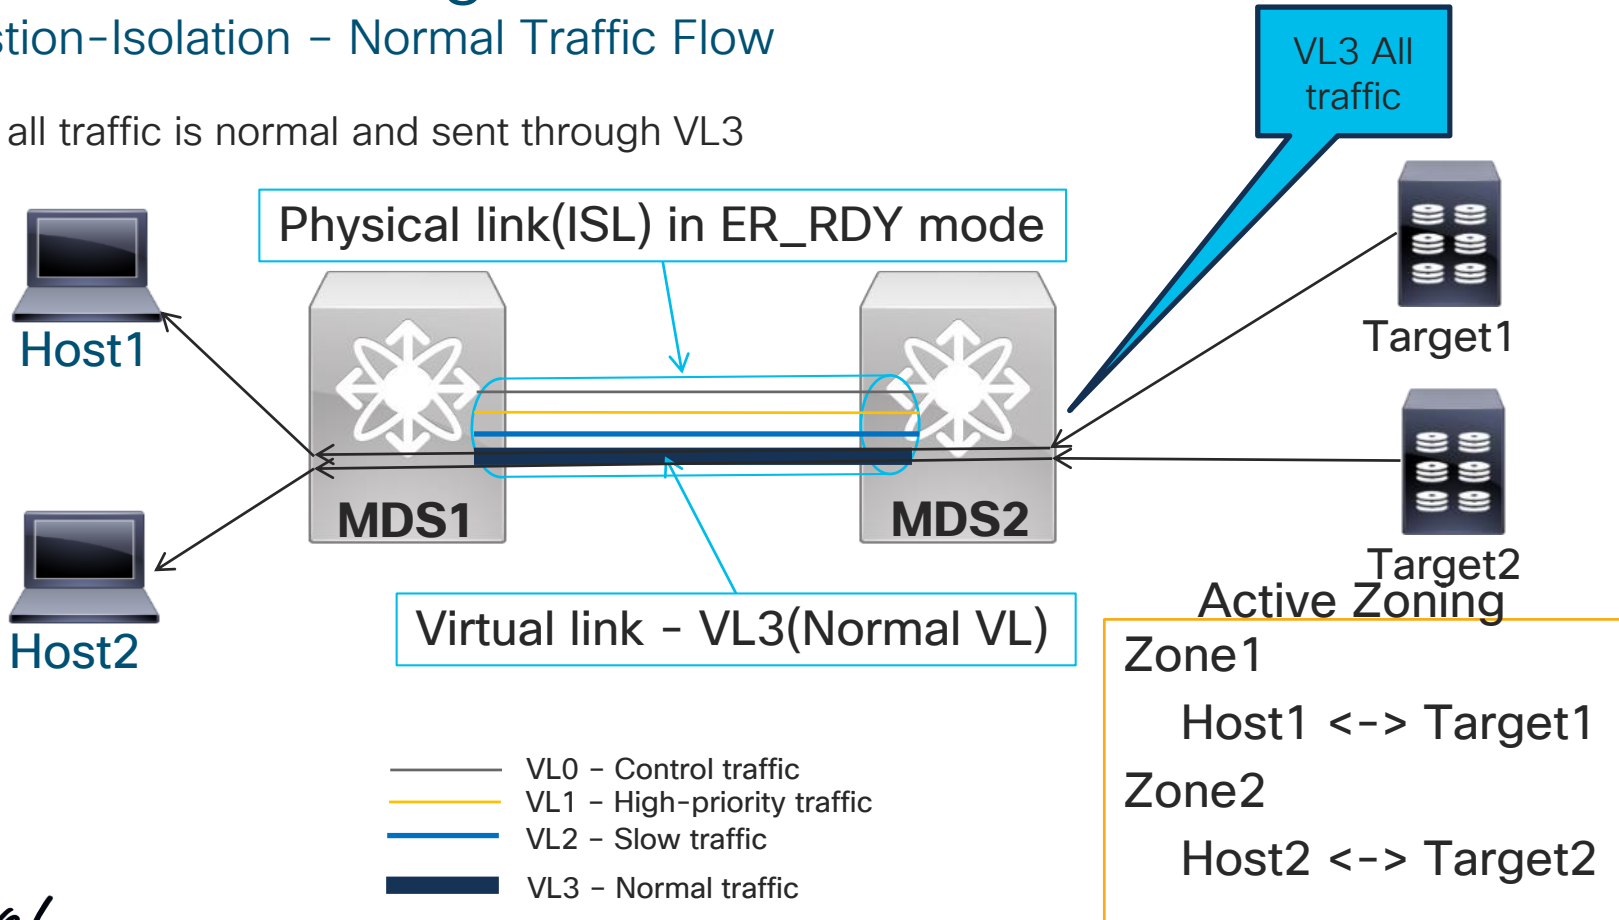 stion-Isolation – Normal Traffic Flow
all traffic is normal and sent through VL3
VL3 All
traffic
Physical link(ISL) in ER_RDY mode
Host1
Target1
MDS1
MDS2
Host2
Target2
Virtual link - VL3(Normal VL)
Active Zoning
Zone1
Host1 <-> Target1
Zone2
Host2 <-> Target2
VL0 – Control traffic
VL1 – High-priority traffic
VL2 – Slow traffic
VL3 – Normal traffic